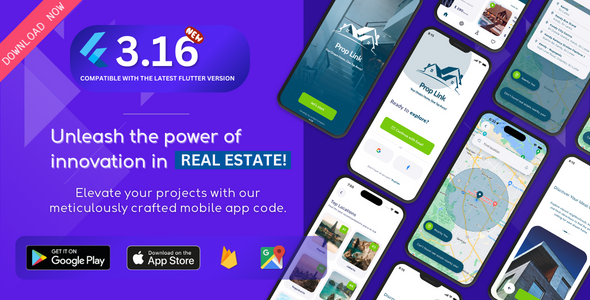 DOWNLOAD NOW
3.16
NEW
COMPATIBLE WITH THE LATEST FLUTTER VERSION
Unleash the power of
innovation in REAL ESTATE!
Elevate your projects with our
meticulously crafted mobile app code.
GET IT ON
Google Play
Download on the
App Store
Prop Link
Prop Link
Ready to explore?
Top Locations